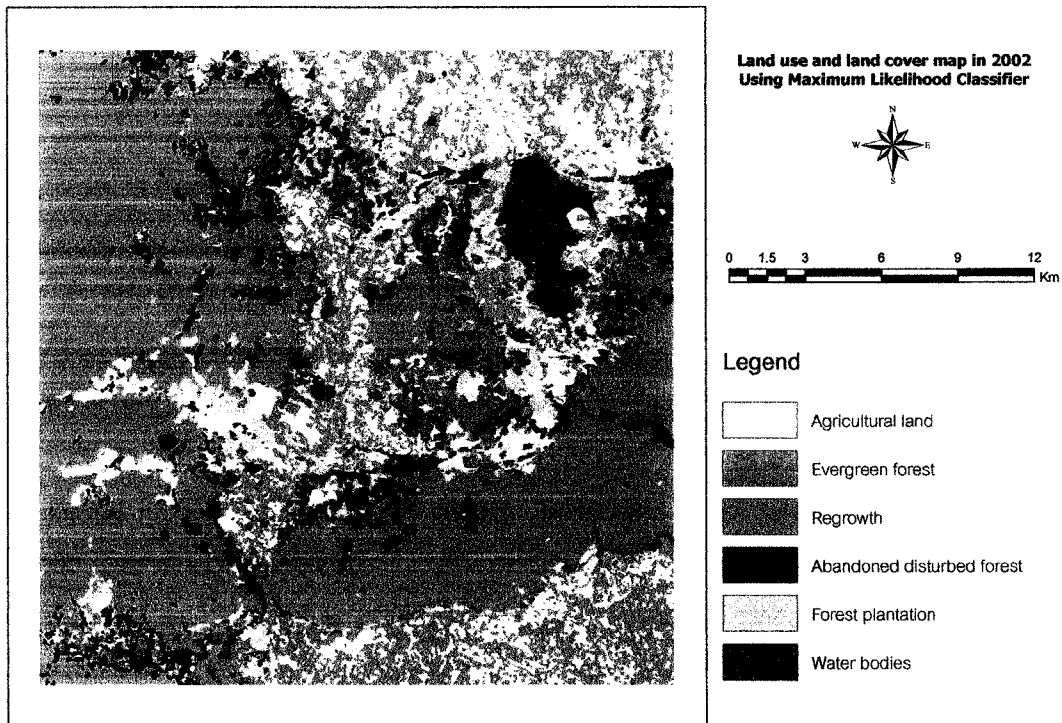 Land use and land cover map in 2002
Using Maximum Likelihood Classifier
N
W E
S
0 1.5 3 6 9 12
Km
Legend
Agricultural land
Evergreen forest
Regrowth
Abandoned disturbed forest
Forest plantation
Water bodies